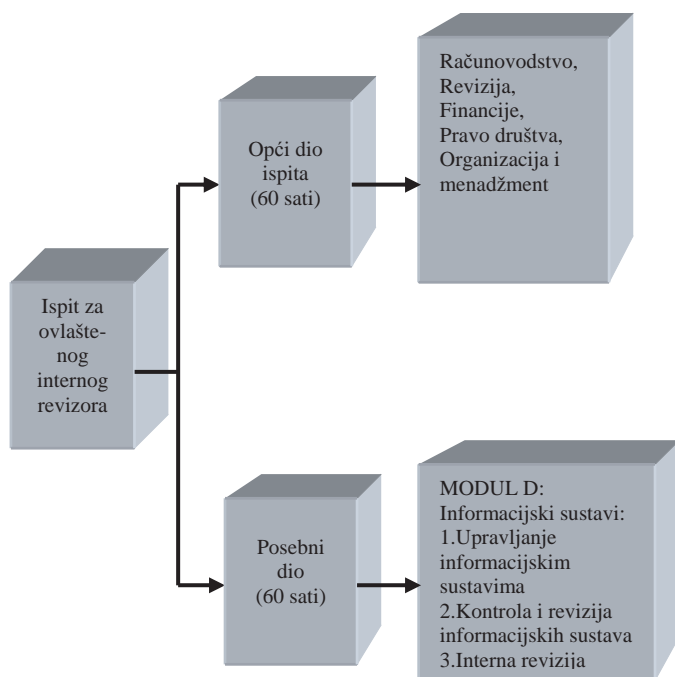 Računovodstvo,
Revizija,
Financije,
Pravo društva,
Organizacija i
menadžment
Opći dio
ispita
(60 sati)
Ispit za
ovlašte-
nog
internog
revizora
Posebni
dio
(60 sati)
MODUL D:
Informacijski sustavi:
1.Upravljanje
informacijskim
sustavima
2.Kontrola i revizija
informacijskih sustava
3.Interna revizija